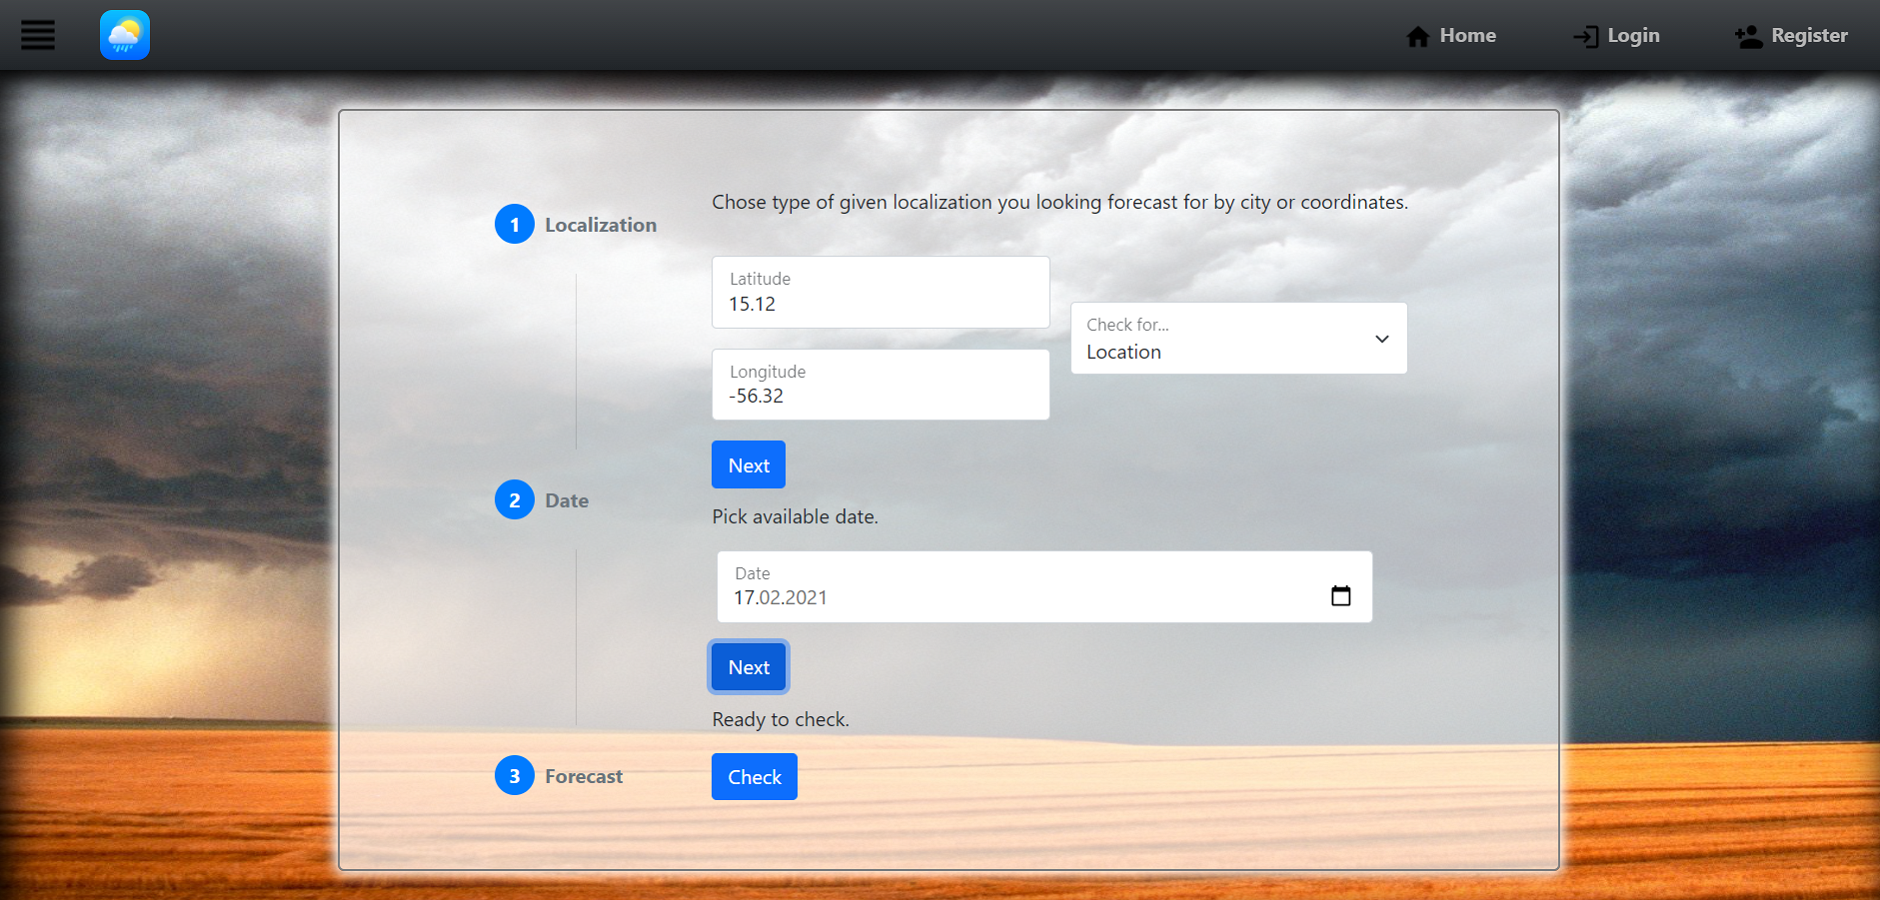 Home
Login
Register
1 Localization
Chose type of given localization you looking forecast for by city or coordinates.
Latitude
15.12
Check for...
Location
Longitude
-56.32
Next
2 Date
Pick available date.
Date
17.02.2021
Next
Ready to check.
3 Forecast
Check